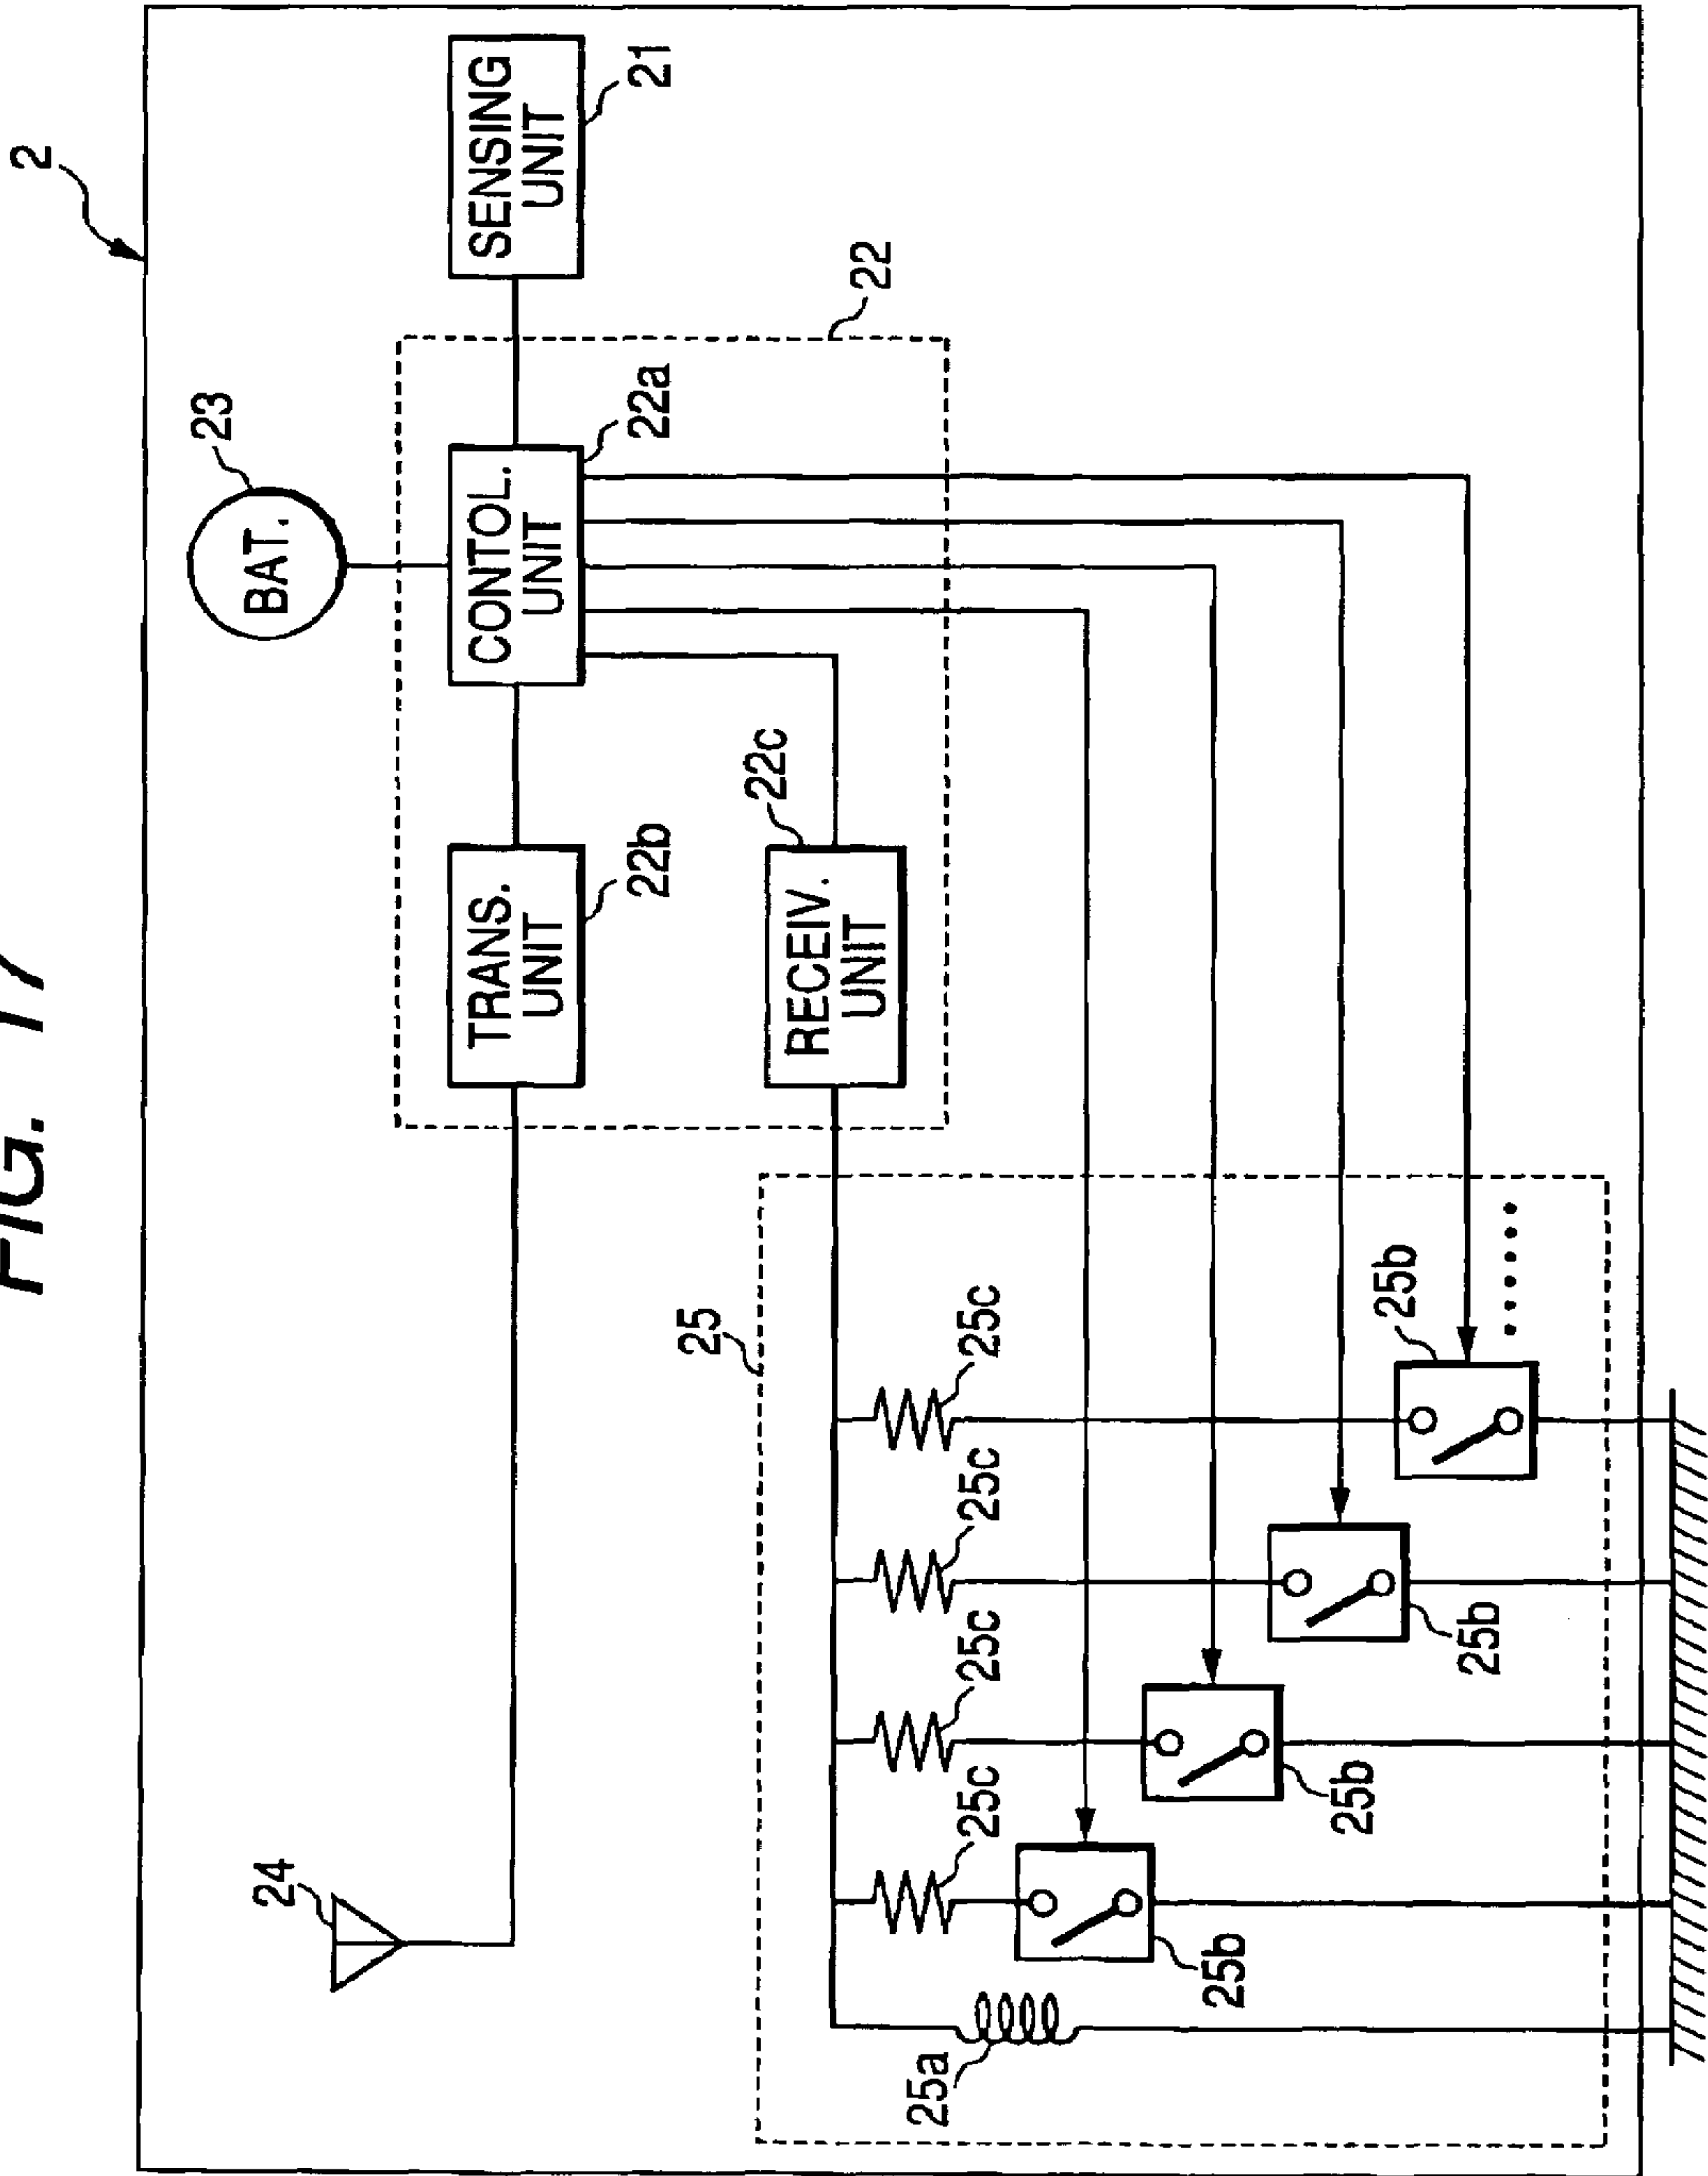 FIG. 17
2
23
BAT.
24
TRANS.
UNIT
22b
CONTOL.
UNIT
22a
SENSING
UNIT
21
22
RECEIV.
UNIT
22c
25
25a
25c
25c
25c
25c
25b
25b
25b
25b
......